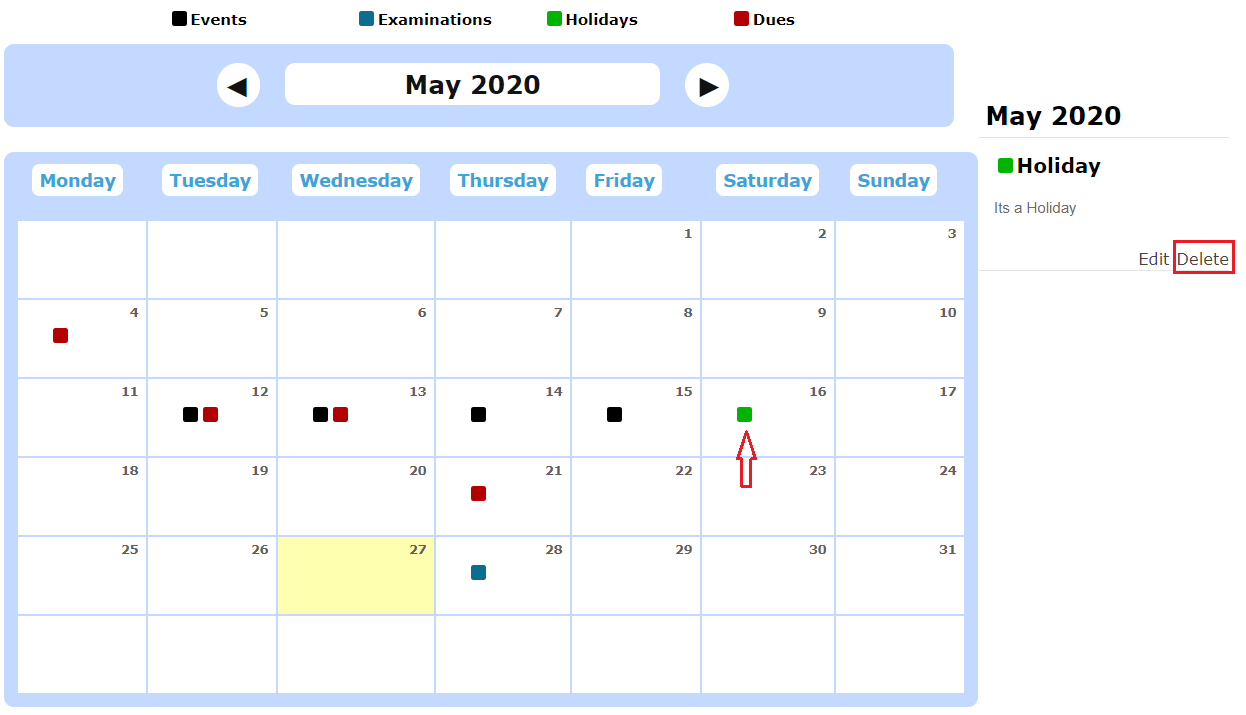 Events Examinations Holidays Dues
◀ May 2020 ▶
May 2020
Holiday
Its a Holiday
Edit Delete
Monday Tuesday Wednesday Thursday Friday Saturday Sunday
1 2 3
4 5 6 7 8 9 10
11 12 13 14 15 16 17
18 19 20 21 22 23 24
25 26 27 28 29 30 31